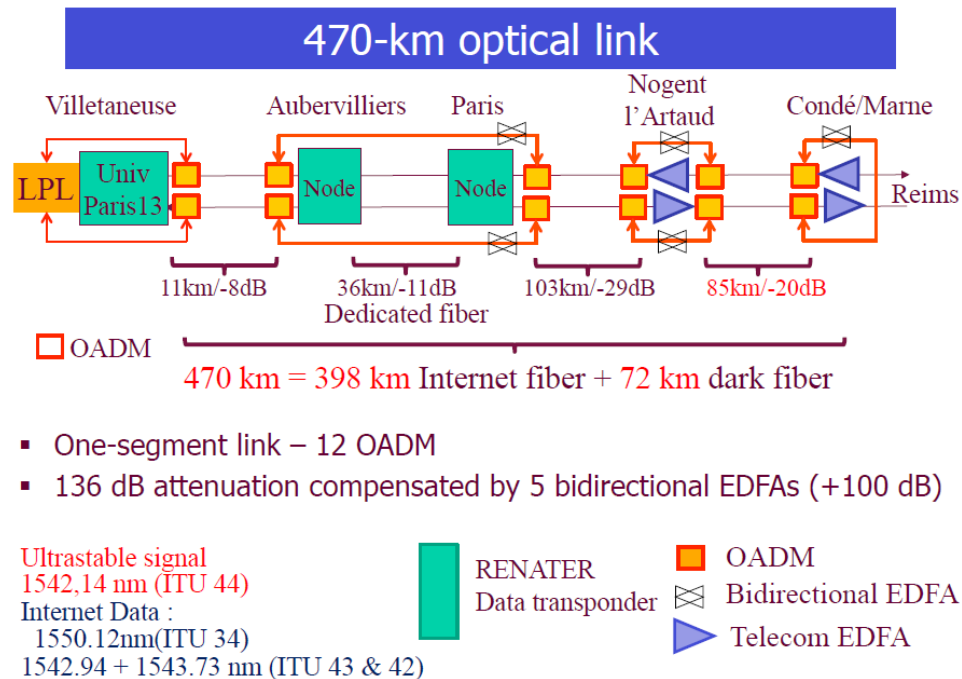 470-km optical link
Villetaneuse
Aubervilliers
Paris
Nogent
l'Artaud
Condé/Marne
LPL
Univ
Paris13
Node
Node
Reims
11km/-8dB
36km/-11dB
Dedicated fiber
103km/-29dB
85km/-20dB
OADM
470 km = 398 km Internet fiber + 72 km dark fiber
▪ One-segment link – 12 OADM
▪ 136 dB attenuation compensated by 5 bidirectional EDFAs (+100 dB)
Ultrastable signal
1542,14 nm (ITU 44)
Internet Data :
1550.12nm(ITU 34)
1542.94 + 1543.73 nm (ITU 43 & 42)
RENATER
Data transponder
OADM
Bidirectional EDFA
Telecom EDFA